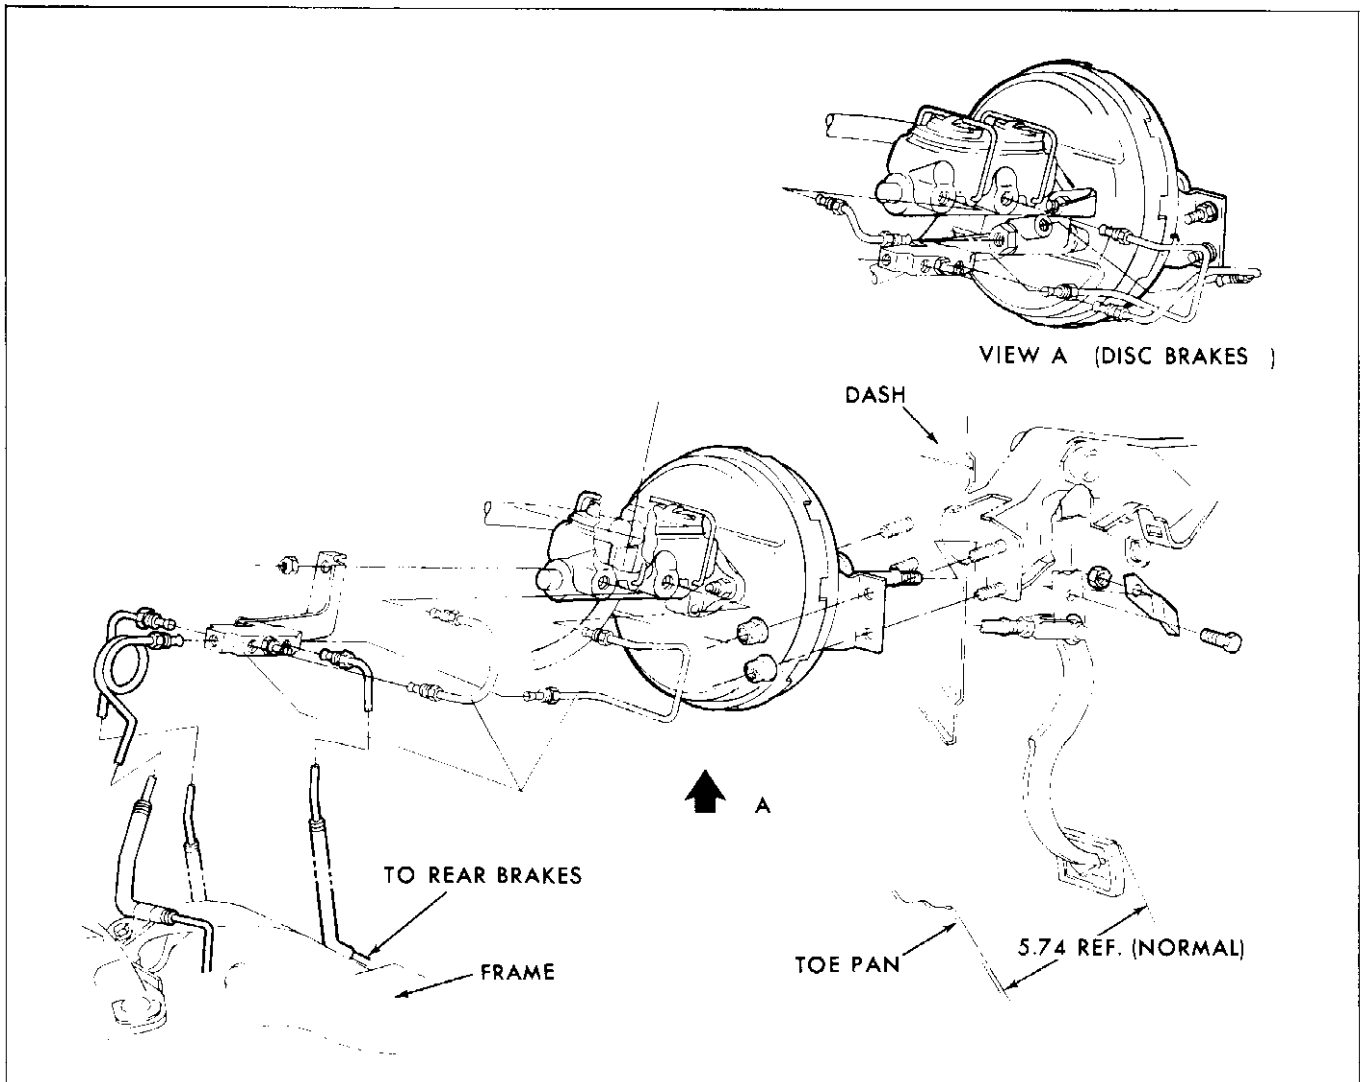 VIEW A (DISC BRAKES )
DASH
A
TO REAR BRAKES
FRAME
TOE PAN
5.74 REF. (NORMAL)